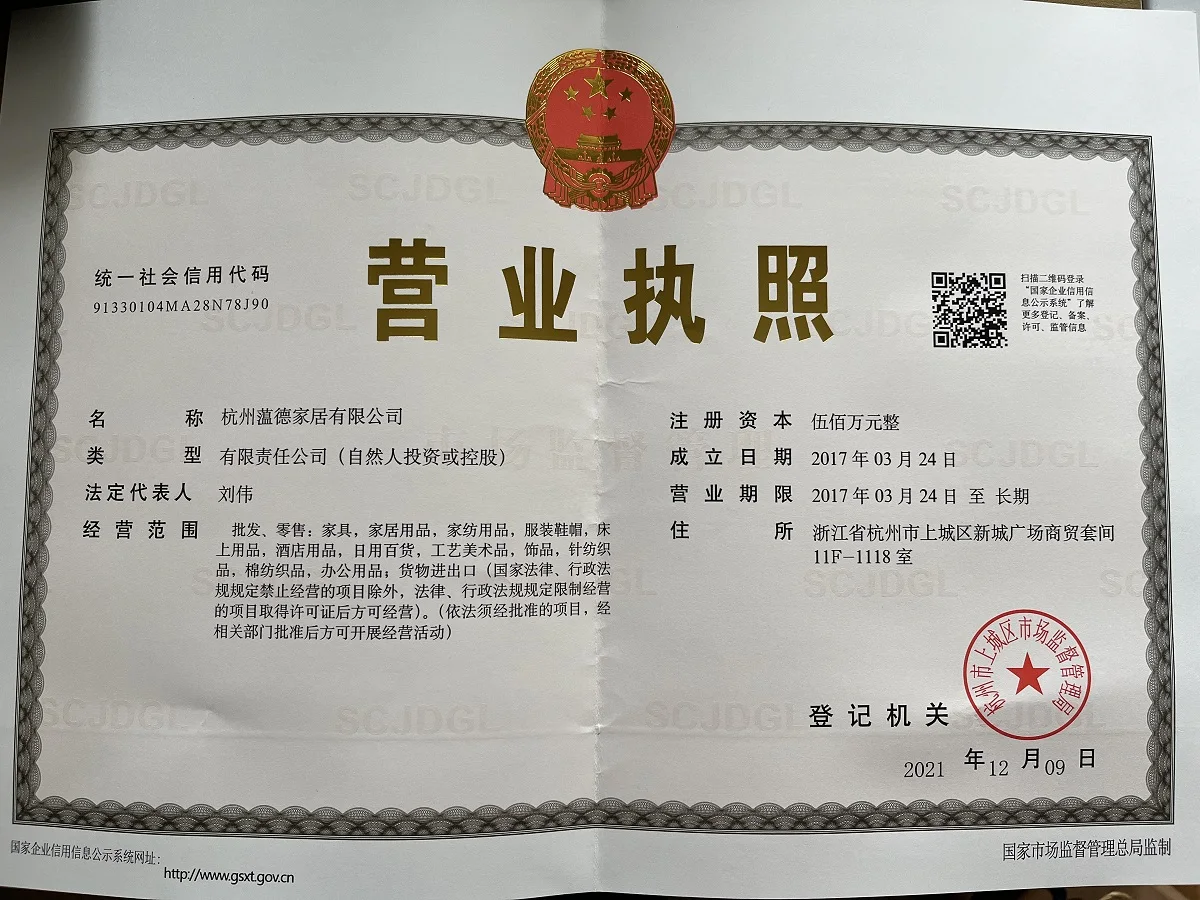 营业执照
统一社会信用代码
91330104MA28N78J90
扫描二维码登录
“国家企业信用信
息公示系统”了解
更多登记、备案、
许可、监管信息
名 称 杭州藴德家居有限公司
类 型 有限责任公司（自然人投资或控股）
法定代表人 刘伟
经营范围 批发、零售：家具，家居用品，家纺用品，服装鞋帽，床
上用品，酒店用品，日用百货，工艺美术品，饰品，针纺织
品，棉纺织品，办公用品；货物进出口（国家法律、行政法
规规定禁止经营的项目除外，法律、行政法规规定限制经营
的项目取得许可证后方可经营）。（依法须经批准的项目，经
相关部门批准后方可开展经营活动）
注册资本 伍佰万元整
成立日期 2017年03月24日
营业期限 2017年03月24日 至 长期
住 所 浙江省杭州市上城区新城广场商贸套间
11F-1118室
杭州市上城区市场监督管理局
登记机关
2021 年 12 月 09 日
国家企业信用信息公示系统网址：
http://www.gsxt.gov.cn
国家市场监督管理总局监制
SCJDGL
市场监督管理